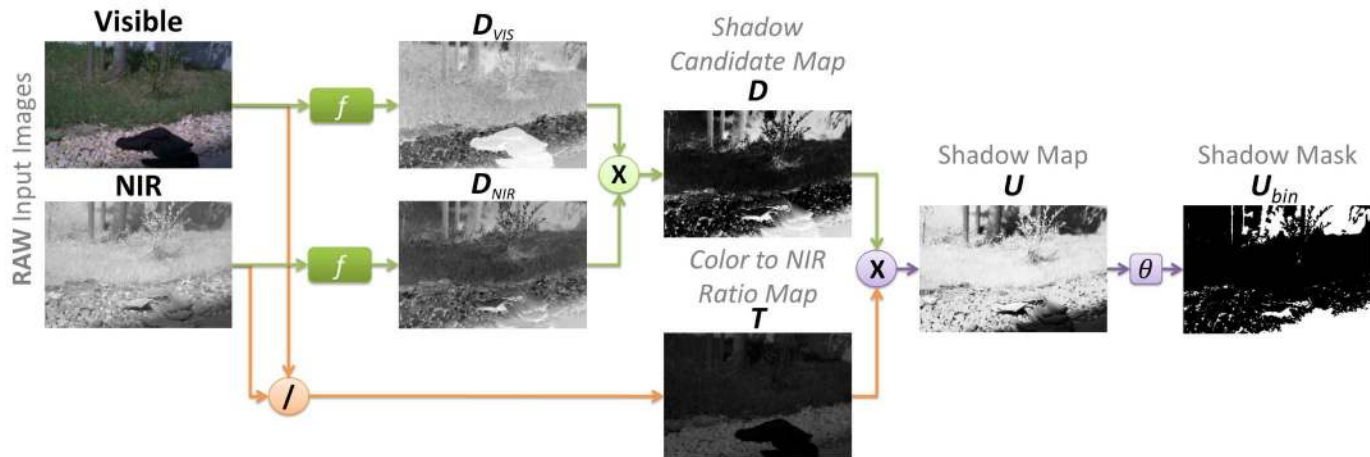 RAW Input Images
Visible
NIR
f
f
/
D_VIS
D_NIR
X
Shadow
Candidate Map
D
Color to NIR
Ratio Map
T
X
Shadow Map
U
θ
Shadow Mask
U_bin